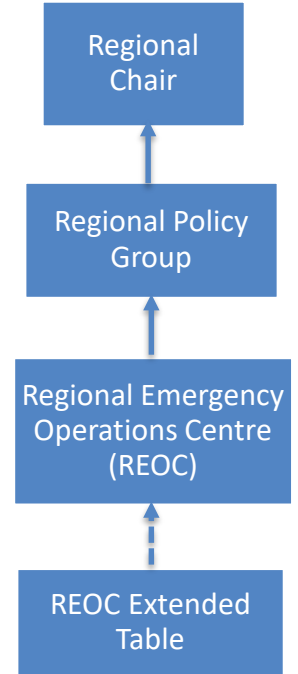 Regional
Chair
Regional Policy
Group
Regional Emergency
Operations Centre
(REOC)
REOC Extended
Table